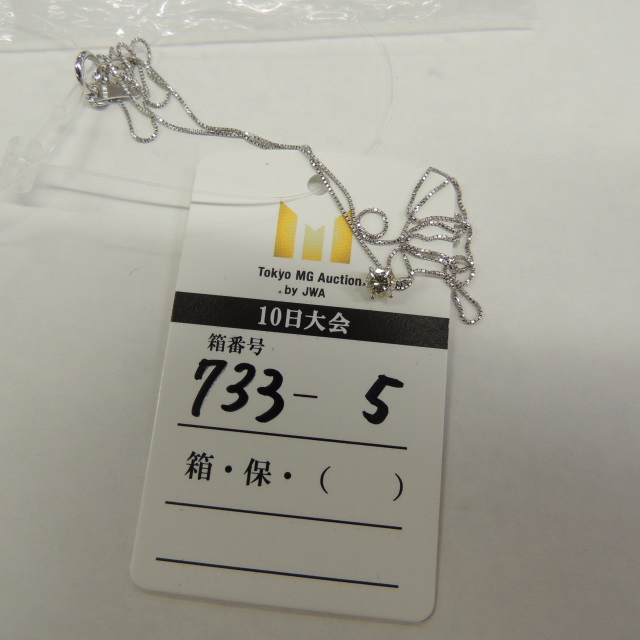 Tokyo MG Auction.
by JWA
10日大会
箱番号
733- 5
箱・保・（　　）